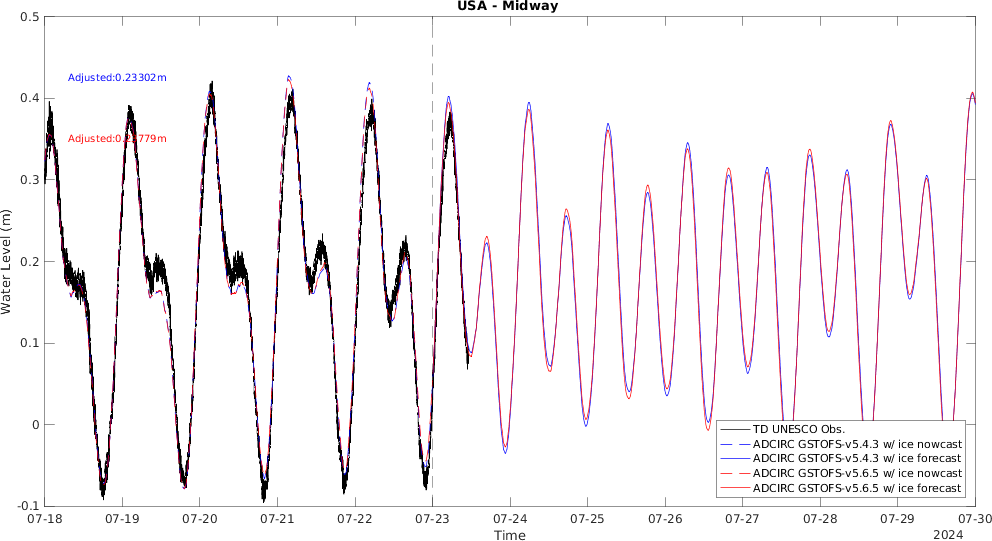 USA - Midway
0.5
0.4
0.3
0.2
0.1
0
-0.1
Water Level (m)
Adjusted:0.23302m
779m
TD UNESCO Obs.
ADCIRC GSTOFS-v5.4.3 w/ ice nowcast
ADCIRC GSTOFS-v5.4.3 w/ ice forecast
ADCIRC GSTOFS-v5.6.5 w/ ice nowcast
ADCIRC GSTOFS-v5.6.5 w/ ice forecast
07-18 07-19 07-20 07-21 07-22 07-23 07-24 07-25 07-26 07-27 07-28 07-29 07-30
Time
2024